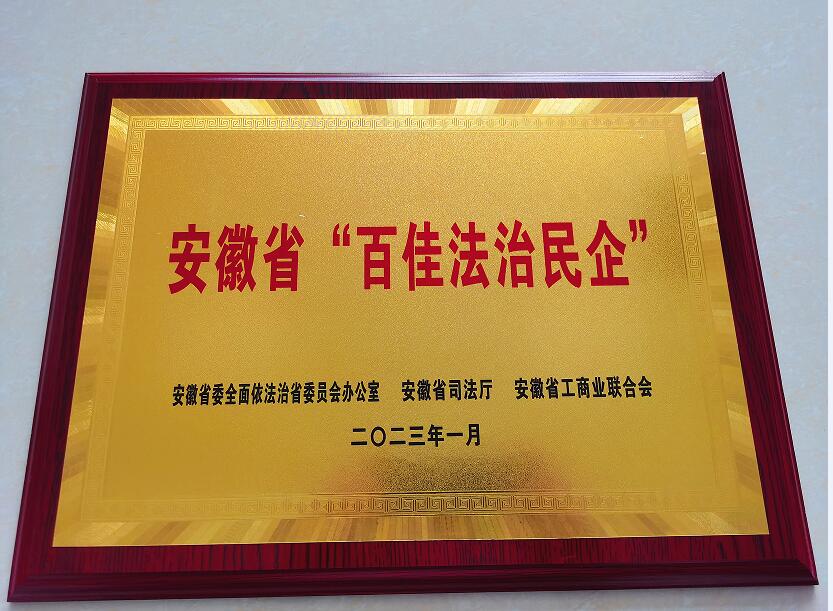 安徽省“百佳法治民企”
安徽省委全面依法治省委员会办公室 安徽省司法厅 安徽省工商业联合会
二〇二三年一月